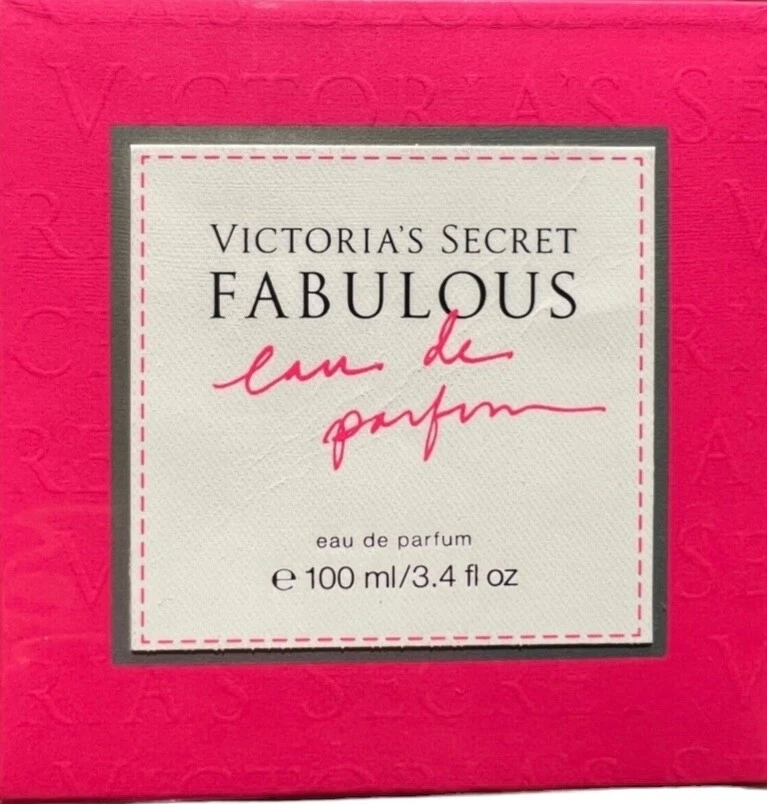 VICTORIA'S SECRET
FABULOUS
eau de
parfum
eau de parfum
℮ 100 ml/3.4 fl oz